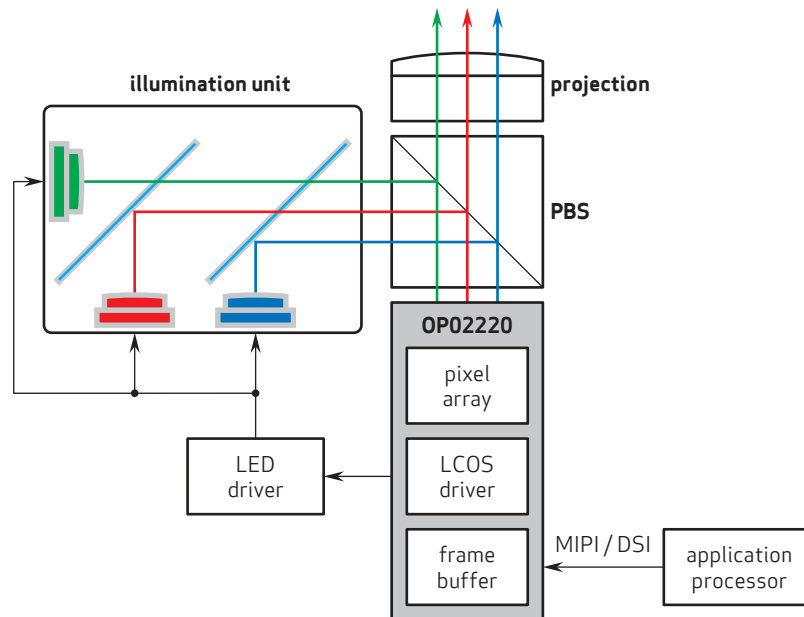 illumination unit
projection
PBS
OP02220
pixel
array
LED
driver
LCOS
driver
frame
buffer
MIPI / DSI
application
processor